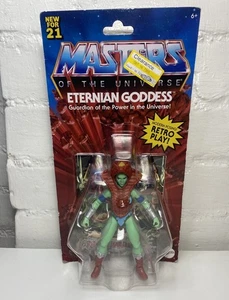 NEW FOR 21
6+
MASTERS
OF THE UNIVERSE
Clearance
ETERNIAN GODDESS
Guardian of the Power in the Universe!
RETRO
PLAY!